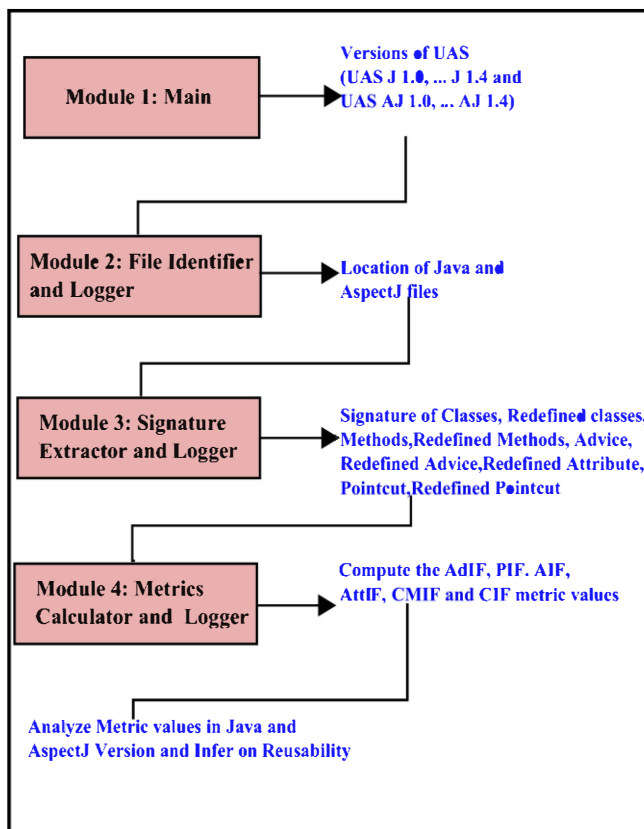 Module 1: Main
Versions of UAS
(UAS J 1.0, ... J 1.4 and
UAS AJ 1.0, ... AJ 1.4)
Module 2: File Identifier
and Logger
Location of Java and
AspectJ files
Module 3: Signature
Extractor and Logger
Signature of Classes, Redefined classes,
Methods,Redefined Methods, Advice,
Redefined Advice,Redefined Attribute,
Pointcut,Redefined Pointcut
Module 4: Metrics
Calculator and Logger
Compute the AdIF, PIF. AIF,
AttIF, CMIF and CIF metric values
Analyze Metric values in Java and
AspectJ Version and Infer on Reusability